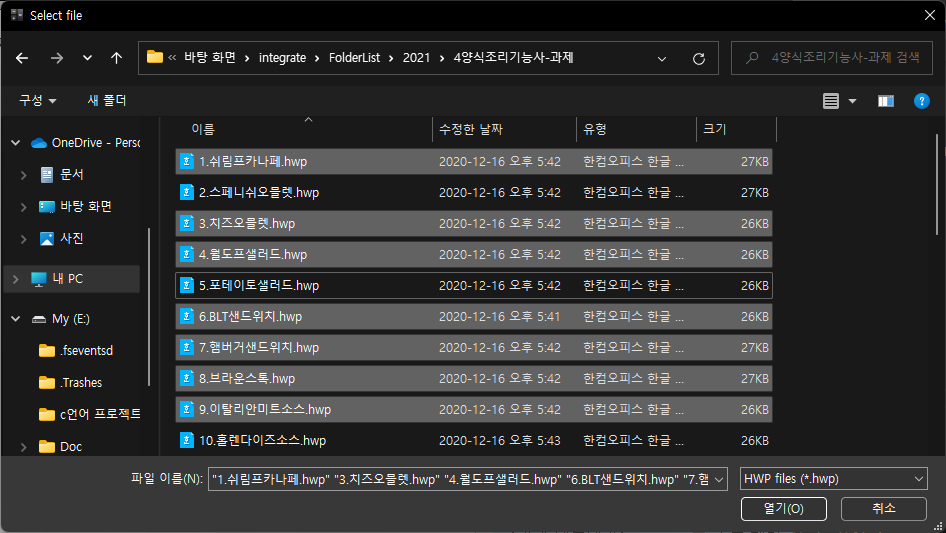 Select file
« 바탕 화면 › integrate › FolderList › 2021 › 4양식조리기능사-과제
4양식조리기능사-과제 검색
구성 새 폴더
이름 수정한 날짜 유형 크기
OneDrive - Perso
문서
바탕 화면
사진
내 PC
My (E:)
.fseventsd
.Trashes
c언어 프로젝트
Doc
1.쉬림프카나페.hwp 2020-12-16 오후 5:42 한컴오피스 한글 ... 27KB
2.스페니쉬오믈렛.hwp 2020-12-16 오후 5:42 한컴오피스 한글 ... 27KB
3.치즈오믈렛.hwp 2020-12-16 오후 5:42 한컴오피스 한글 ... 26KB
4.월도프샐러드.hwp 2020-12-16 오후 5:42 한컴오피스 한글 ... 26KB
5.포테이토샐러드.hwp 2020-12-16 오후 5:42 한컴오피스 한글 ... 26KB
6.BLT샌드위치.hwp 2020-12-16 오후 5:41 한컴오피스 한글 ... 26KB
7.햄버거샌드위치.hwp 2020-12-16 오후 5:42 한컴오피스 한글 ... 27KB
8.브라운스톡.hwp 2020-12-16 오후 5:42 한컴오피스 한글 ... 27KB
9.이탈리안미트소스.hwp 2020-12-16 오후 5:42 한컴오피스 한글 ... 26KB
10.홀렌다이즈소스.hwp 2020-12-16 오후 5:43 한컴오피스 한글 ... 26KB
파일 이름(N): "1.쉬림프카나페.hwp" "3.치즈오믈렛.hwp" "4.월도프샐러드.hwp" "6.BLT샌드위치.hwp" "7.햄
HWP files (*.hwp)
열기(O) 취소